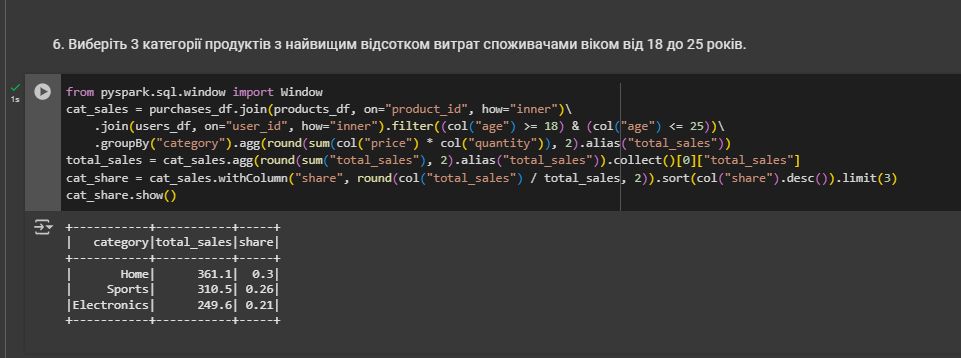 6. Виберіть 3 категорії продуктів з найвищим відсотком витрат споживачами віком від 18 до 25 років.
1s
from pyspark.sql.window import Window
cat_sales = purchases_df.join(products_df, on="product_id", how="inner")\
    .join(users_df, on="user_id", how="inner").filter((col("age") >= 18) & (col("age") <= 25))\
    .groupBy("category").agg(round(sum(col("price") * col("quantity")), 2).alias("total_sales"))
total_sales = cat_sales.agg(round(sum("total_sales"), 2).alias("total_sales")).collect()[0]["total_sales"]
cat_share = cat_sales.withColumn("share", round(col("total_sales") / total_sales, 2)).sort(col("share").desc()).limit(3)
cat_share.show()
+-----------+-----------+-----+
|   category|total_sales|share|
+-----------+-----------+-----+
|       Home|      361.1|  0.3|
|     Sports|      310.5| 0.26|
|Electronics|      249.6| 0.21|
+-----------+-----------+-----+